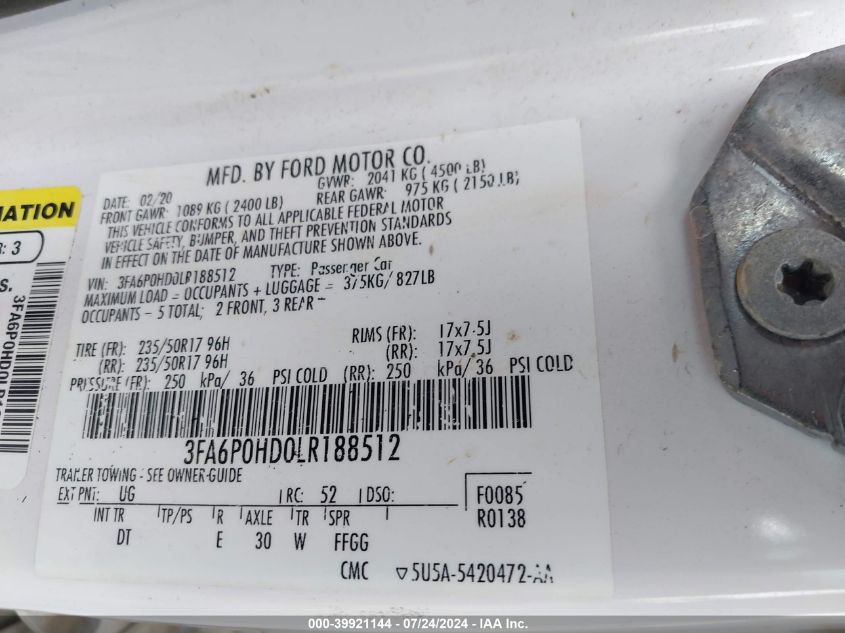 MFD. BY FORD MOTOR CO.
DATE: 02/20 GVWR: 2041 KG ( 4500 LB)
FRONT GAWR: 1089 KG ( 2400 LB) REAR GAWR: 975 KG ( 2150 LB)
THIS VEHICLE CONFORMS TO ALL APPLICABLE FEDERAL MOTOR
VEHICLE SAFETY, BUMPER, AND THEFT PREVENTION STANDARDS
IN EFFECT ON THE DATE OF MANUFACTURE SHOWN ABOVE.
VIN: 3FA6P0HD0LR188512 TYPE: Passenger Car
MAXIMUM LOAD = OCCUPANTS + LUGGAGE = 375KG/ 827LB
OCCUPANTS - 5 TOTAL; 2 FRONT, 3 REAR
TIRE (FR): 235/50R17 96H RIMS (FR): 17x7.5J
(RR): 235/50R17 96H (RR): 17x7.5J
PRESSURE (FR): 250 kPa/ 36 PSI COLD (RR): 250 kPa/ 36 PSI COLD
3FA6P0HD0LR188512
TRAILER TOWING - SEE OWNER-GUIDE
EXT PNT: UG RC: 52 DSO: F0085
INT TR TP/PS R AXLE TR SPR R0138
DT E 30 W FFGG
CMC ▽5U5A-5420472-AA
MATION
R: 3
S.
3FA6P0HD0LR1
000-39921144 / 07/24/2024 - IAA Inc.